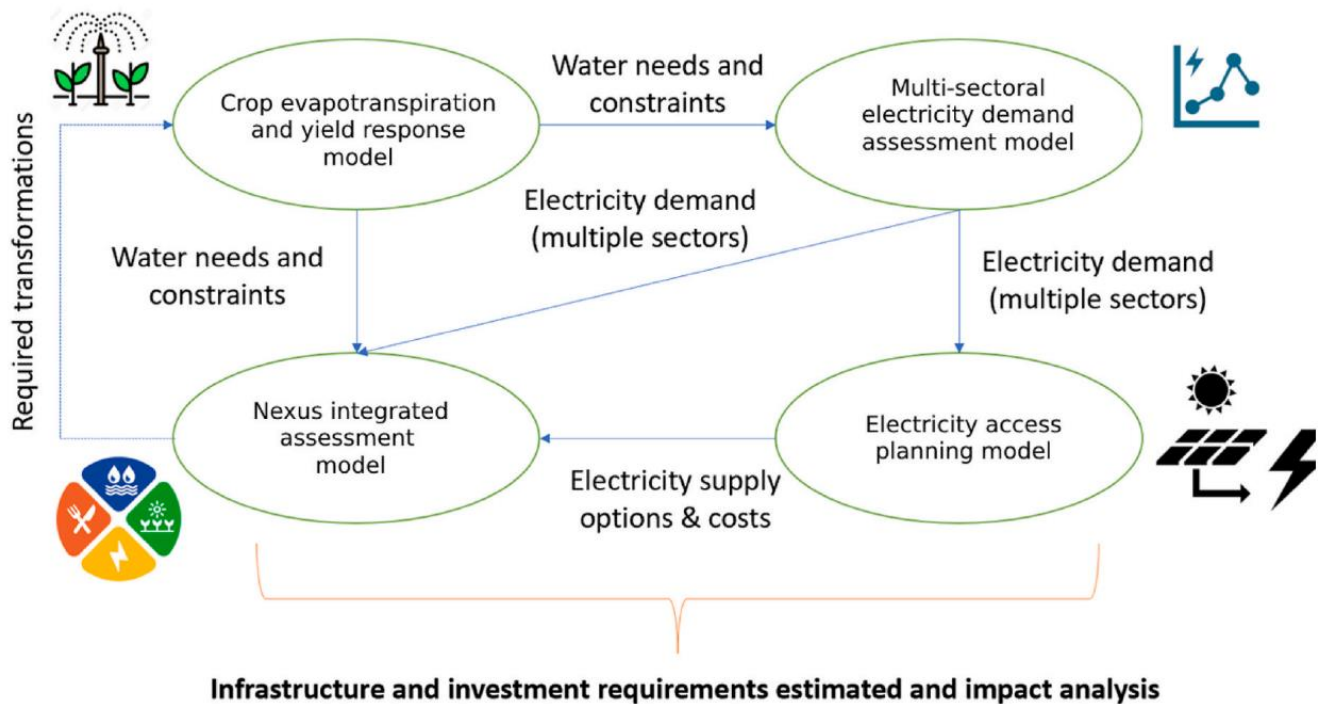 Crop evapotranspiration
and yield response
model
Water needs and
constraints
Multi-sectoral
electricity demand
assessment model
Required transformations
Water needs and
constraints
Electricity demand
(multiple sectors)
Electricity demand
(multiple sectors)
Nexus integrated
assessment
model
Electricity supply
options & costs
Electricity access
planning model
Infrastructure and investment requirements estimated and impact analysis